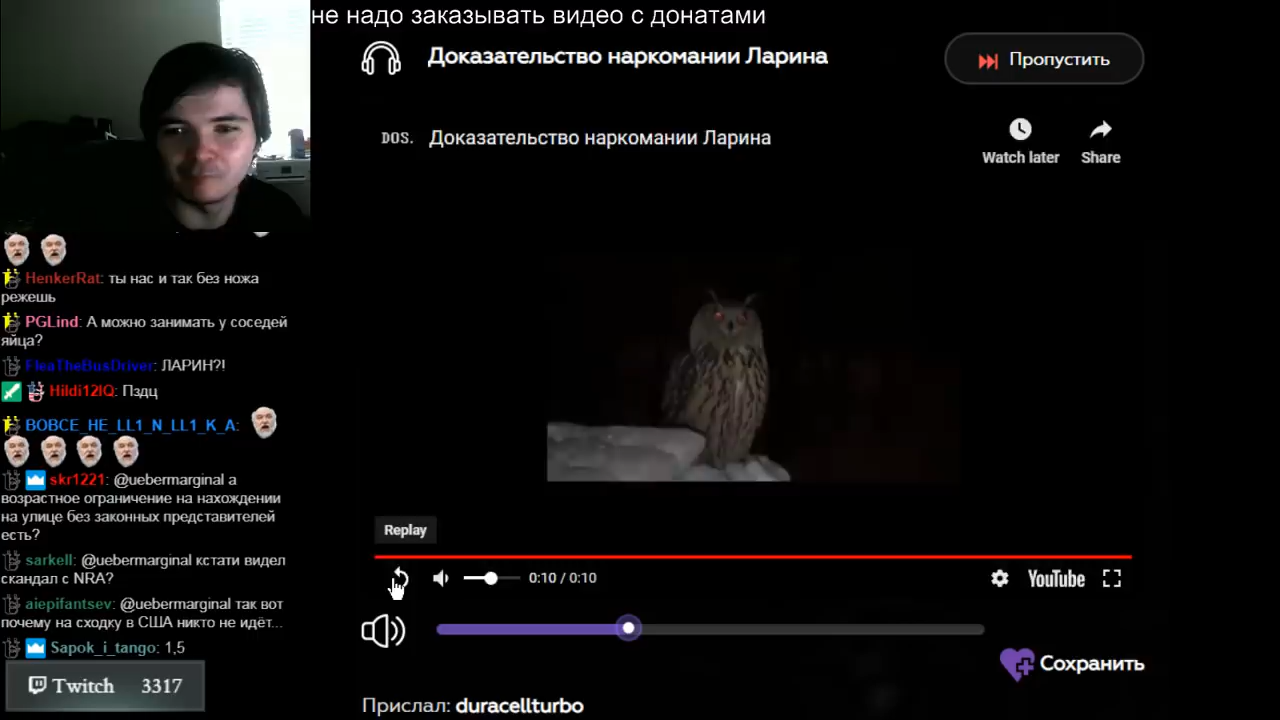 не надо заказывать видео с донатами
Доказательство наркомании Ларина
Пропустить
DOS. Доказательство наркомании Ларина
Watch later
Share
HenkerRat: ты нас и так без ножа
режешь
PGLind: А можно занимать у соседей
яйца?
FleaTheBusDriver: ЛАРИН?!
Hildi12IQ: Пздц
BOBCE_HE_LL1_N_LL1_K_A:
skr1221: @uebermarginal а
возрастное ограничение на нахождении
на улице без законных представителей
есть?
sarkell: @uebermarginal кстати видел
скандал с NRA?
aiepifantsev: @uebermarginal так вот
почему на сходку в США никто не идёт...
Sapok_i_tango: 1,5
Twitch 3317
Replay
0:10 / 0:10
YouTube
Сохранить
Прислал: duracellturbo